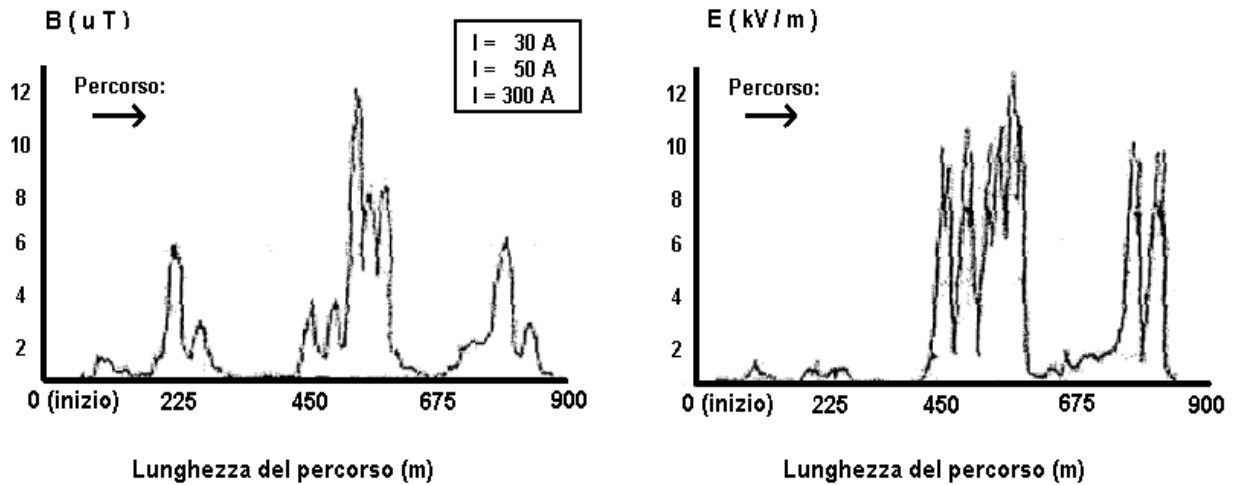 B ( u T )
I = 30 A
I = 50 A
I = 300 A
Percorso:
12
10
8
6
4
2
0 (inizio) 225 450 675 900
Lunghezza del percorso (m)
E ( kV / m )
Percorso:
12
10
8
6
4
2
0 (inizio) 225 450 675 900
Lunghezza del percorso (m)